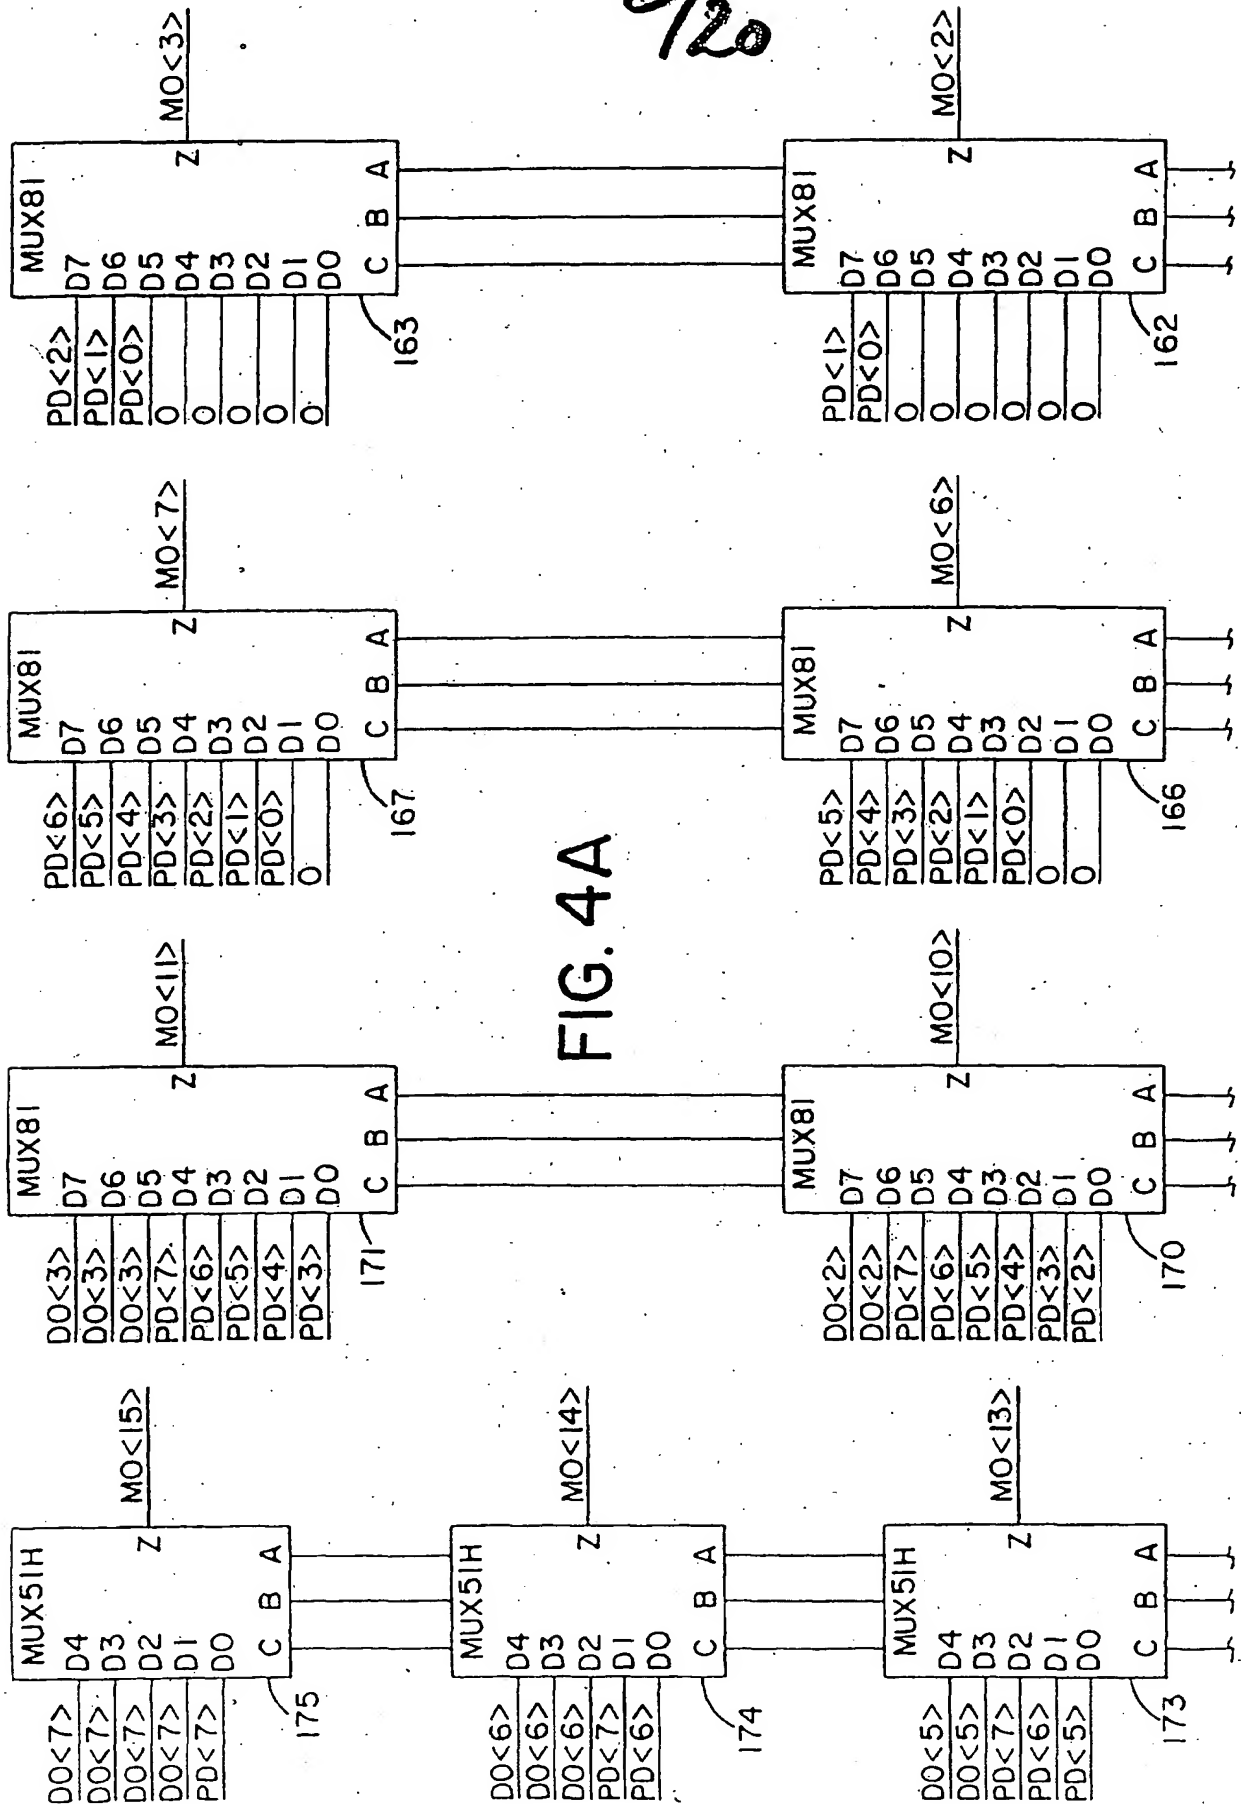 MUX51H
DO<7> D4
DO<7> D3
DO<7> D2 Z MO<15>
DO<7> D1
PD<7> D0
C B A
175
MUX51H
DO<6> D4
DO<6> D3
DO<6> D2 Z MO<14>
PD<7> D1
PD<6> D0
C B A
174
MUX51H
DO<5> D4
DO<5> D3
PD<7> D2 Z MO<13>
PD<6> D1
PD<5> D0
C B A
173
MUX81
DO<3> D7
DO<3> D6
DO<3> D5
PD<7> D4 Z MO<11>
PD<6> D3
PD<5> D2
PD<4> D1
PD<3> D0
C B A
171
MUX81
DO<2> D7
DO<2> D6
PD<7> D5
PD<6> D4 Z MO<10>
PD<5> D3
PD<4> D2
PD<3> D1
PD<2> D0
C B A
170
FIG. 4A
MUX81
PD<6> D7
PD<5> D6
PD<4> D5
PD<3> D4 Z MO<7>
PD<2> D3
PD<1> D2
PD<0> D1
0 D0
C B A
167
MUX81
PD<5> D7
PD<4> D6
PD<3> D5
PD<2> D4 Z MO<6>
PD<1> D3
PD<0> D2
0 D1
0 D0
C B A
166
MUX81
PD<2> D7
PD<1> D6
PD<0> D5
0 D4 Z MO<3>
0 D3
0 D2
0 D1
0 D0
C B A
163
MUX81
PD<1> D7
PD<0> D6
0 D5
0 D4 Z MO<2>
0 D3
0 D2
0 D1
0 D0
C B A
162
/20